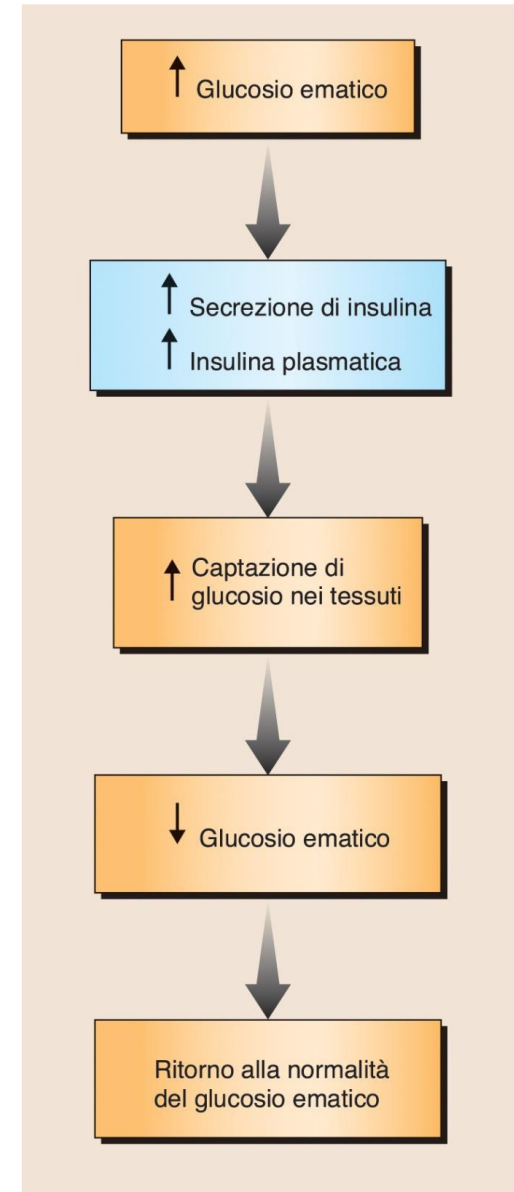 ↑ Glucosio ematico
↑ Secrezione di insulina
↑ Insulina plasmatica
↑ Captazione di
glucosio nei tessuti
↓ Glucosio ematico
Ritorno alla normalità
del glucosio ematico